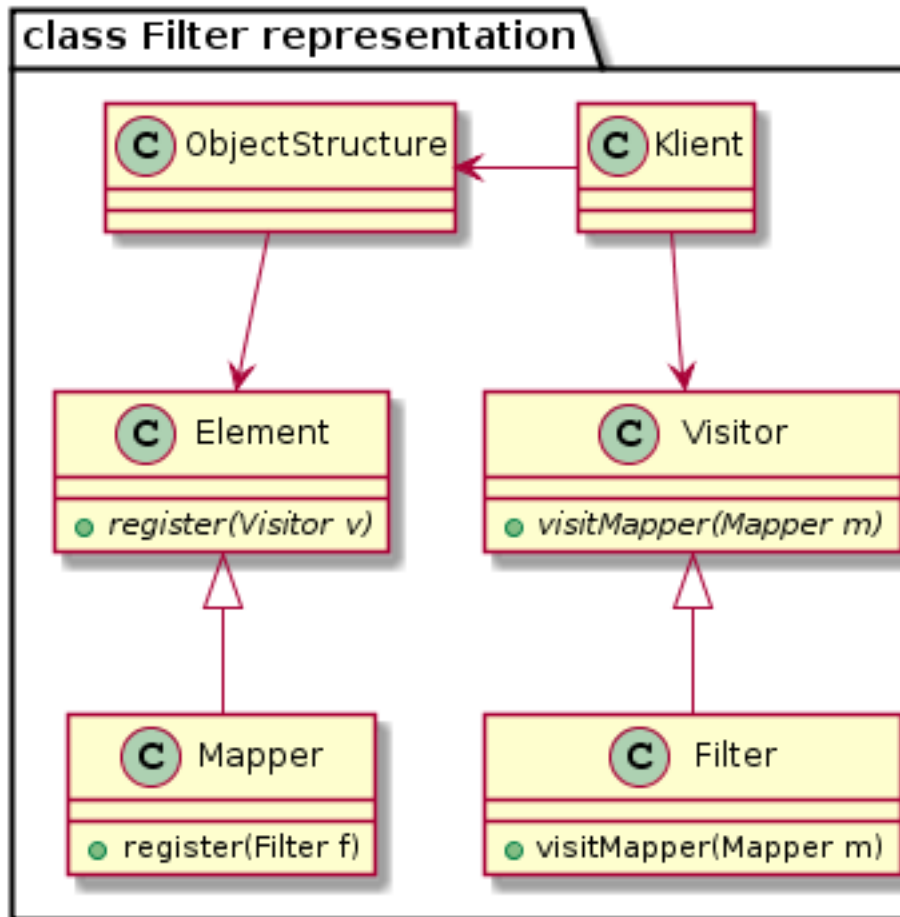 class Filter representation
C ObjectStructure
C Klient
C Element
register(Visitor v)
C Visitor
visitMapper(Mapper m)
C Mapper
register(Filter f)
C Filter
visitMapper(Mapper m)